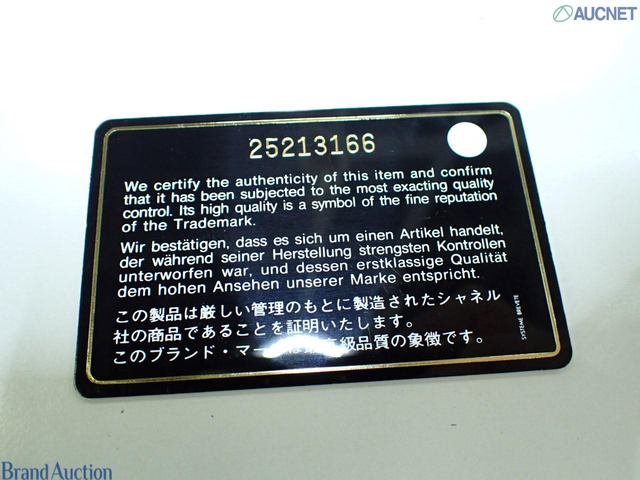 AUCNET
25213166
We certify the authenticity of this item and confirm
that it has been subjected to the most exacting quality
control. Its high quality is a symbol of the fine reputation
of the Trademark.
Wir bestätigen, dass es sich um einen Artikel handelt,
der während seiner Herstellung strengsten Kontrollen
unterworfen war, und dessen erstklassige Qualität
dem hohen Ansehen unserer Marke entspricht.
この製品は厳しい管理のもとに製造されたシャネル
社の商品であることを証明いたします。
このブランド・マー は 級品質の象徴です。
SYSTEME BREVETE
Brand Auction